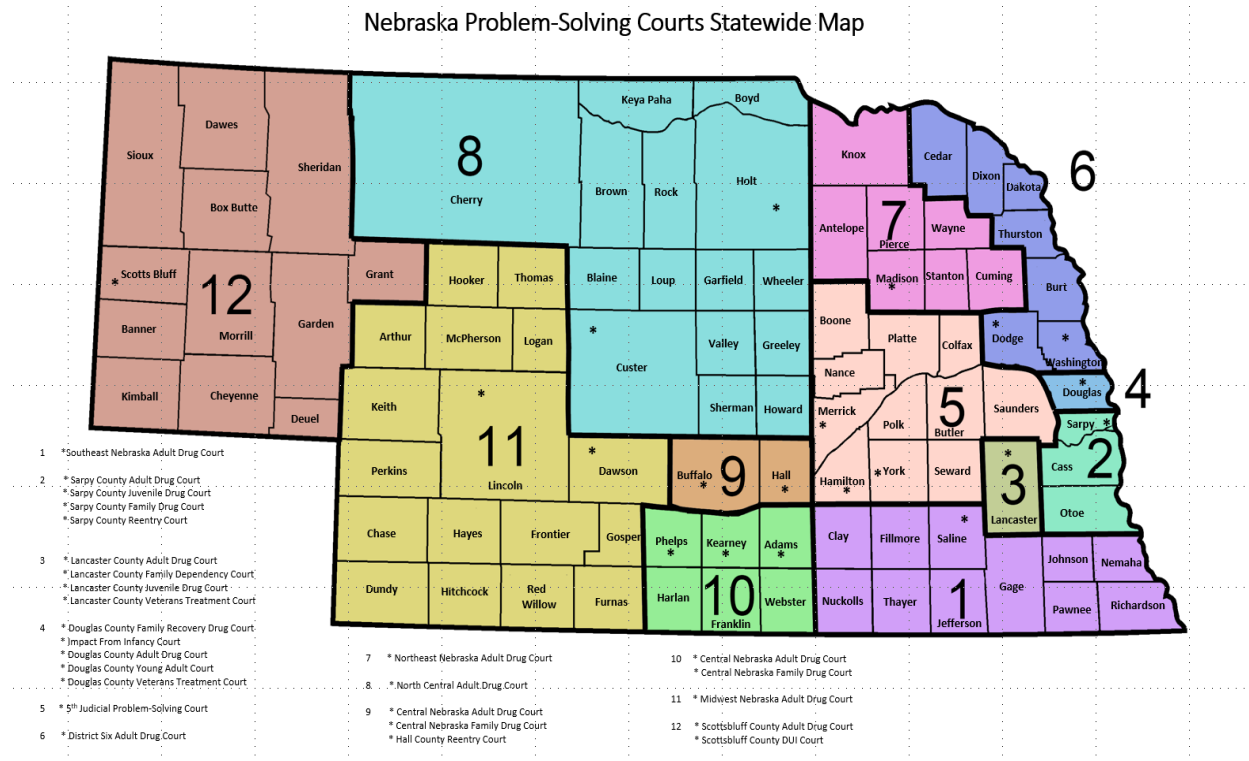 Nebraska Problem-Solving Courts Statewide Map
Keya Paha
Boyd
Dawes
Sioux
Sheridan
8
Cherry
Brown
Rock
Holt
*
Knox
Cedar
Dixon
Dakota
6
Box Butte
Antelope
7
Pierce
Wayne
Thurston
Scotts Bluff
*
12
Morrill
Grant
Hooker
Thomas
Blaine
Loup
Garfield
Wheeler
Madison
*
Stanton
Cuming
Burt
Banner
Garden
Arthur
McPherson
Logan
*
Custer
Valley
Greeley
Boone
Platte
Colfax
*
Dodge
*
Washington
Kimball
Cheyenne
Deuel
Keith
*
11
Lincoln
Sherman
Howard
Nance
Merrick
*
5
Butler
Polk
Saunders
*
Douglas
4
Sarpy *
2
Perkins
*
Dawson
Buffalo
*
9
Hall
*
Hamilton
*
*York
Seward
*
3
Lancaster
Cass
Otoe
Chase
Hayes
Frontier
Gosper
Phelps
*
Kearney
*
Adams
*
Clay
Fillmore
*
Saline
Johnson
Nemaha
Dundy
Hitchcock
Red
Willow
Furnas
Harlan
10
Franklin
Webster
Nuckolls
Thayer
1
Jefferson
Gage
Pawnee
Richardson
1 *Southeast Nebraska Adult Drug Court
2 * Sarpy County Adult Drug Court
* Sarpy County Juvenile Drug Court
* Sarpy County Family Drug Court
* Sarpy County Reentry Court
3 * Lancaster County Adult Drug Court
* Lancaster County Family Dependency Court
* Lancaster County Juvenile Drug Court
* Lancaster County Veterans Treatment Court
4 * Douglas County Family Recovery Drug Court
* Impact From Infancy Court
* Douglas County Adult Drug Court
* Douglas County Young Adult Court
* Douglas County Veterans Treatment Court
5 * 5th Judicial Problem-Solving Court
6 * District Six Adult Drug Court
7 * Northeast Nebraska Adult Drug Court
8 * North Central Adult Drug Court
9 * Central Nebraska Adult Drug Court
* Central Nebraska Family Drug Court
* Hall County Reentry Court
10 * Central Nebraska Adult Drug Court
* Central Nebraska Family Drug Court
11 * Midwest Nebraska Adult Drug Court
12 * Scottsbluff County Adult Drug Court
* Scottsbluff County DUI Court